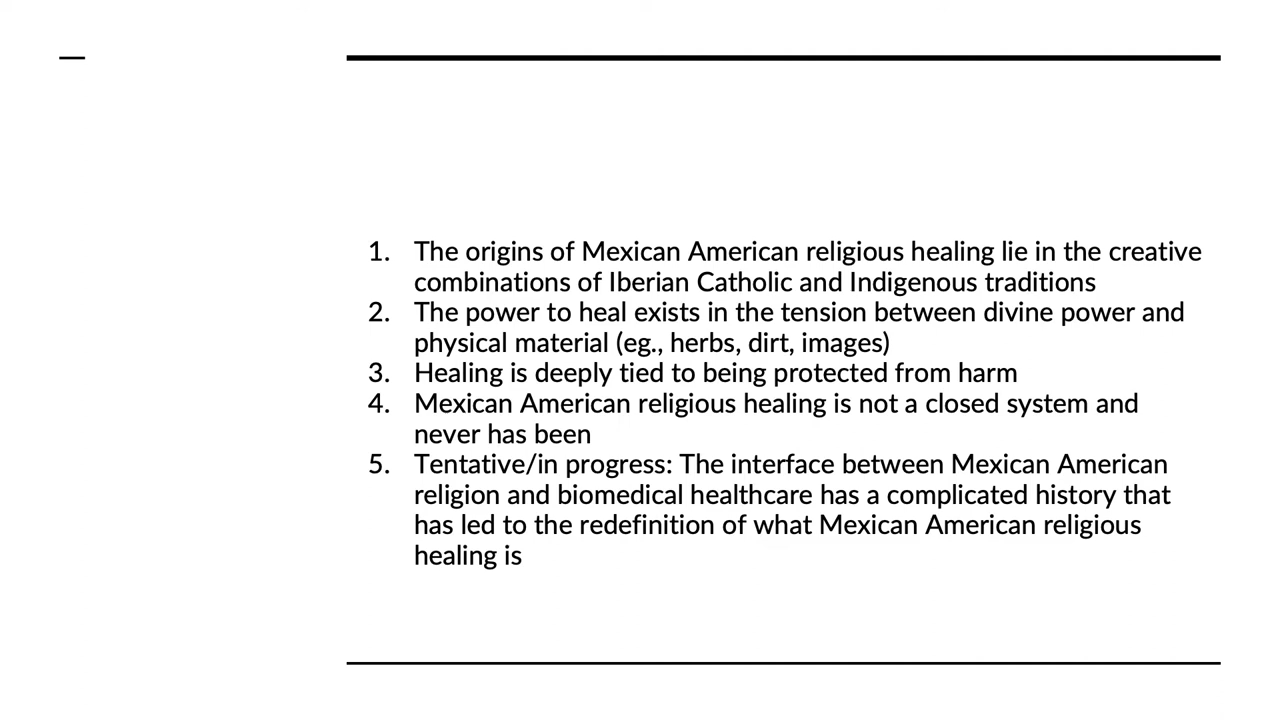 1. The origins of Mexican American religious healing lie in the creative
combinations of Iberian Catholic and Indigenous traditions
2. The power to heal exists in the tension between divine power and
physical material (eg., herbs, dirt, images)
3. Healing is deeply tied to being protected from harm
4. Mexican American religious healing is not a closed system and
never has been
5. Tentative/in progress: The interface between Mexican American
religion and biomedical healthcare has a complicated history that
has led to the redefinition of what Mexican American religious
healing is